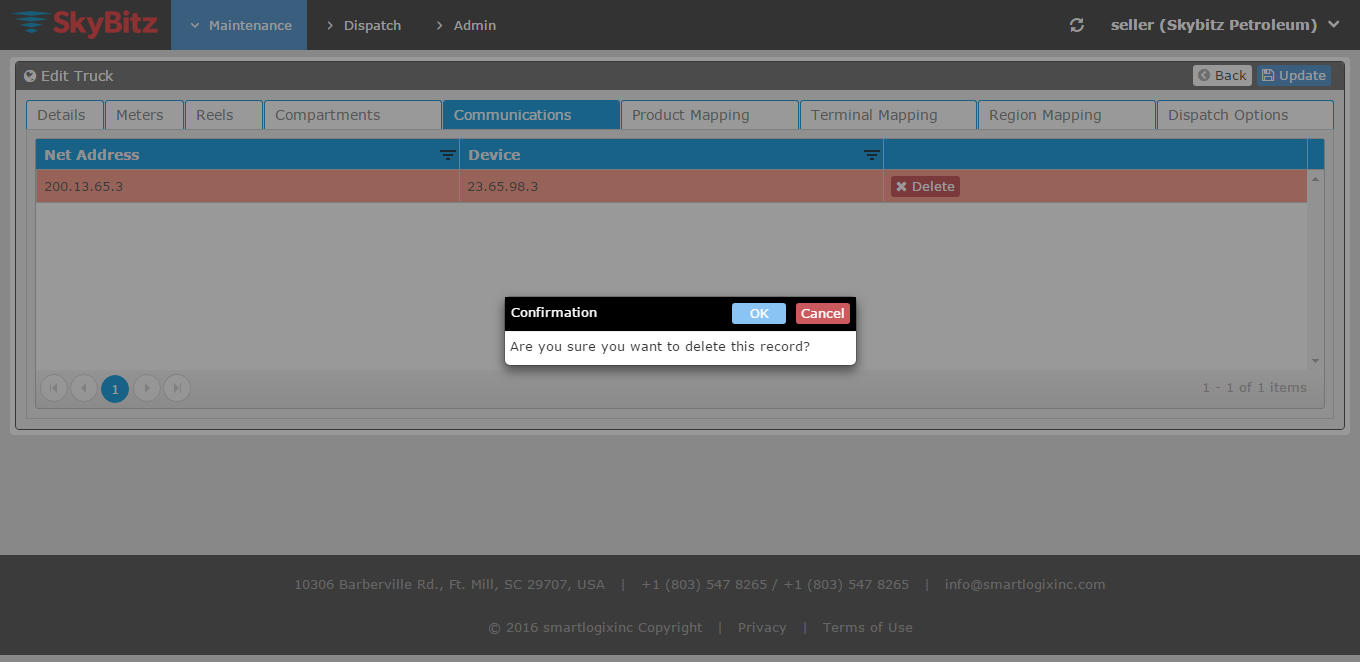 SkyBitz Maintenance Dispatch Admin seller (Skybitz Petroleum)
Edit Truck Back Update
Details Meters Reels Compartments Communications Product Mapping Terminal Mapping Region Mapping Dispatch Options
Net Address Device
200.13.65.3 23.65.98.3 Delete
Confirmation OK Cancel
Are you sure you want to delete this record?
1 1 - 1 of 1 items
10306 Barberville Rd., Ft. Mill, SC 29707, USA | +1 (803) 547 8265 / +1 (803) 547 8265 | info@smartlogixinc.com
© 2016 smartlogixinc Copyright | Privacy | Terms of Use